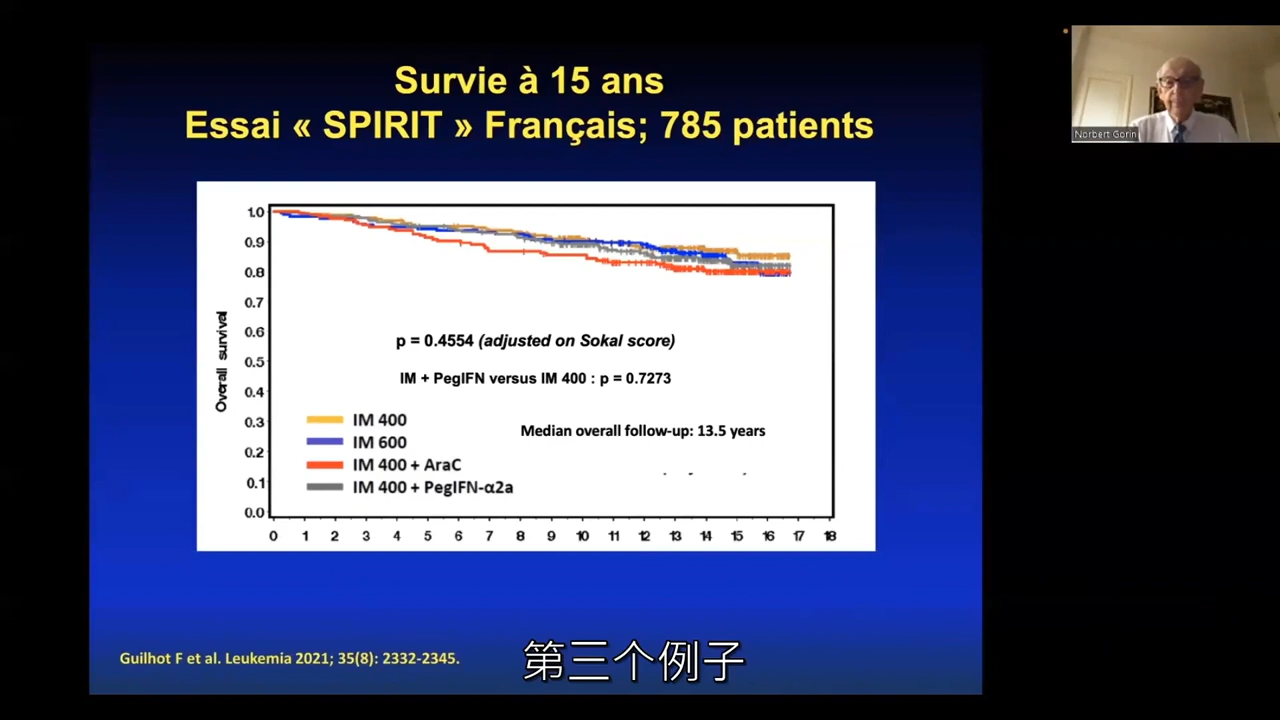 Survie à 15 ans
Essai « SPIRIT » Français; 785 patients
Norbert Gorin
Overall survival
1.0
0.9
0.8
0.7
0.6
0.5
0.4
0.3
0.2
0.1
0.0
p = 0.4554 (adjusted on Sokal score)
IM + PegIFN versus IM 400 : p = 0.7273
Median overall follow-up: 13.5 years
IM 400
IM 600
IM 400 + AraC
IM 400 + PegIFN-α2a
0 1 2 3 4 5 6 7 8 9 10 11 12 13 14 15 16 17 18
Guilhot F et al. Leukemia 2021; 35(8): 2332-2345.
第三个例子